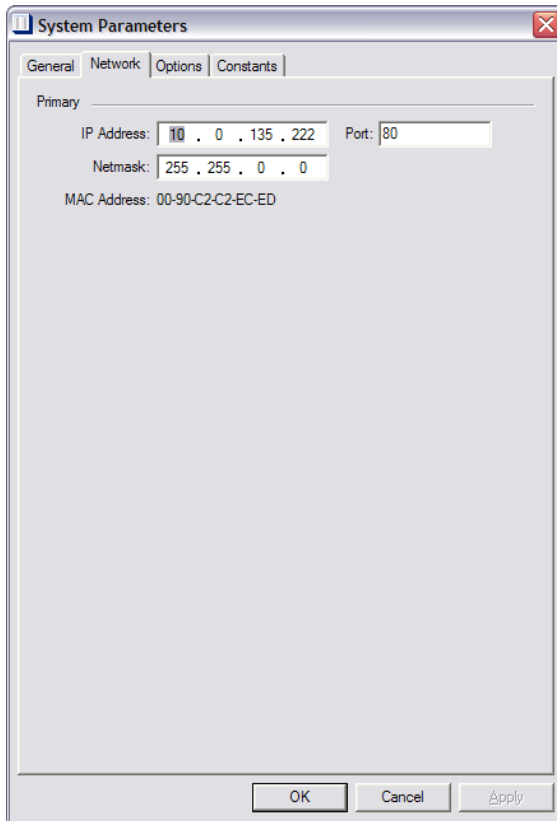 System Parameters
General Network Options Constants
Primary
IP Address: 10 . 0 . 135 . 222 Port: 80
Netmask: 255 . 255 . 0 . 0
MAC Address: 00-90-C2-C2-EC-ED
OK Cancel Apply